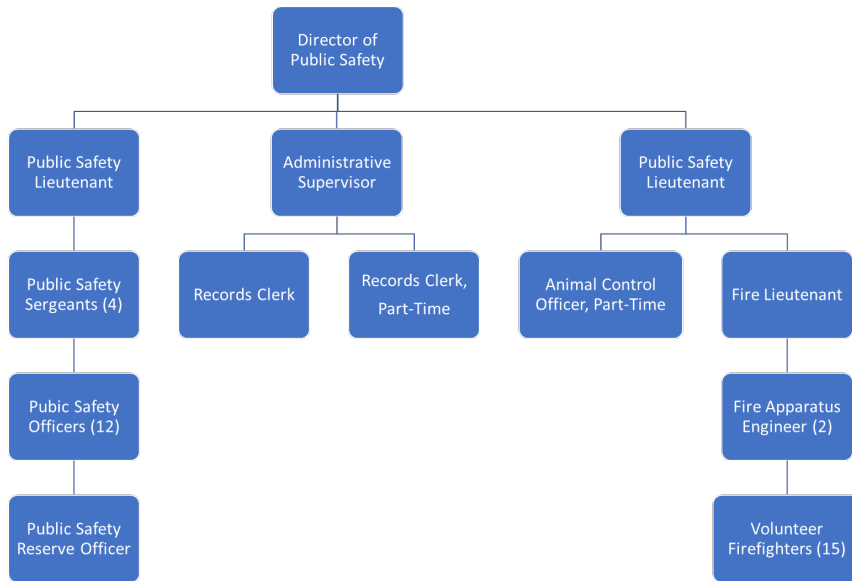 Director of
Public Safety
Public Safety
Lieutenant
Administrative
Supervisor
Public Safety
Lieutenant
Public Safety
Sergeants (4)
Records Clerk
Records Clerk,
Part-Time
Animal Control
Officer, Part-Time
Fire Lieutenant
Pubic Safety
Officers (12)
Fire Apparatus
Engineer (2)
Public Safety
Reserve Officer
Volunteer
Firefighters (15)